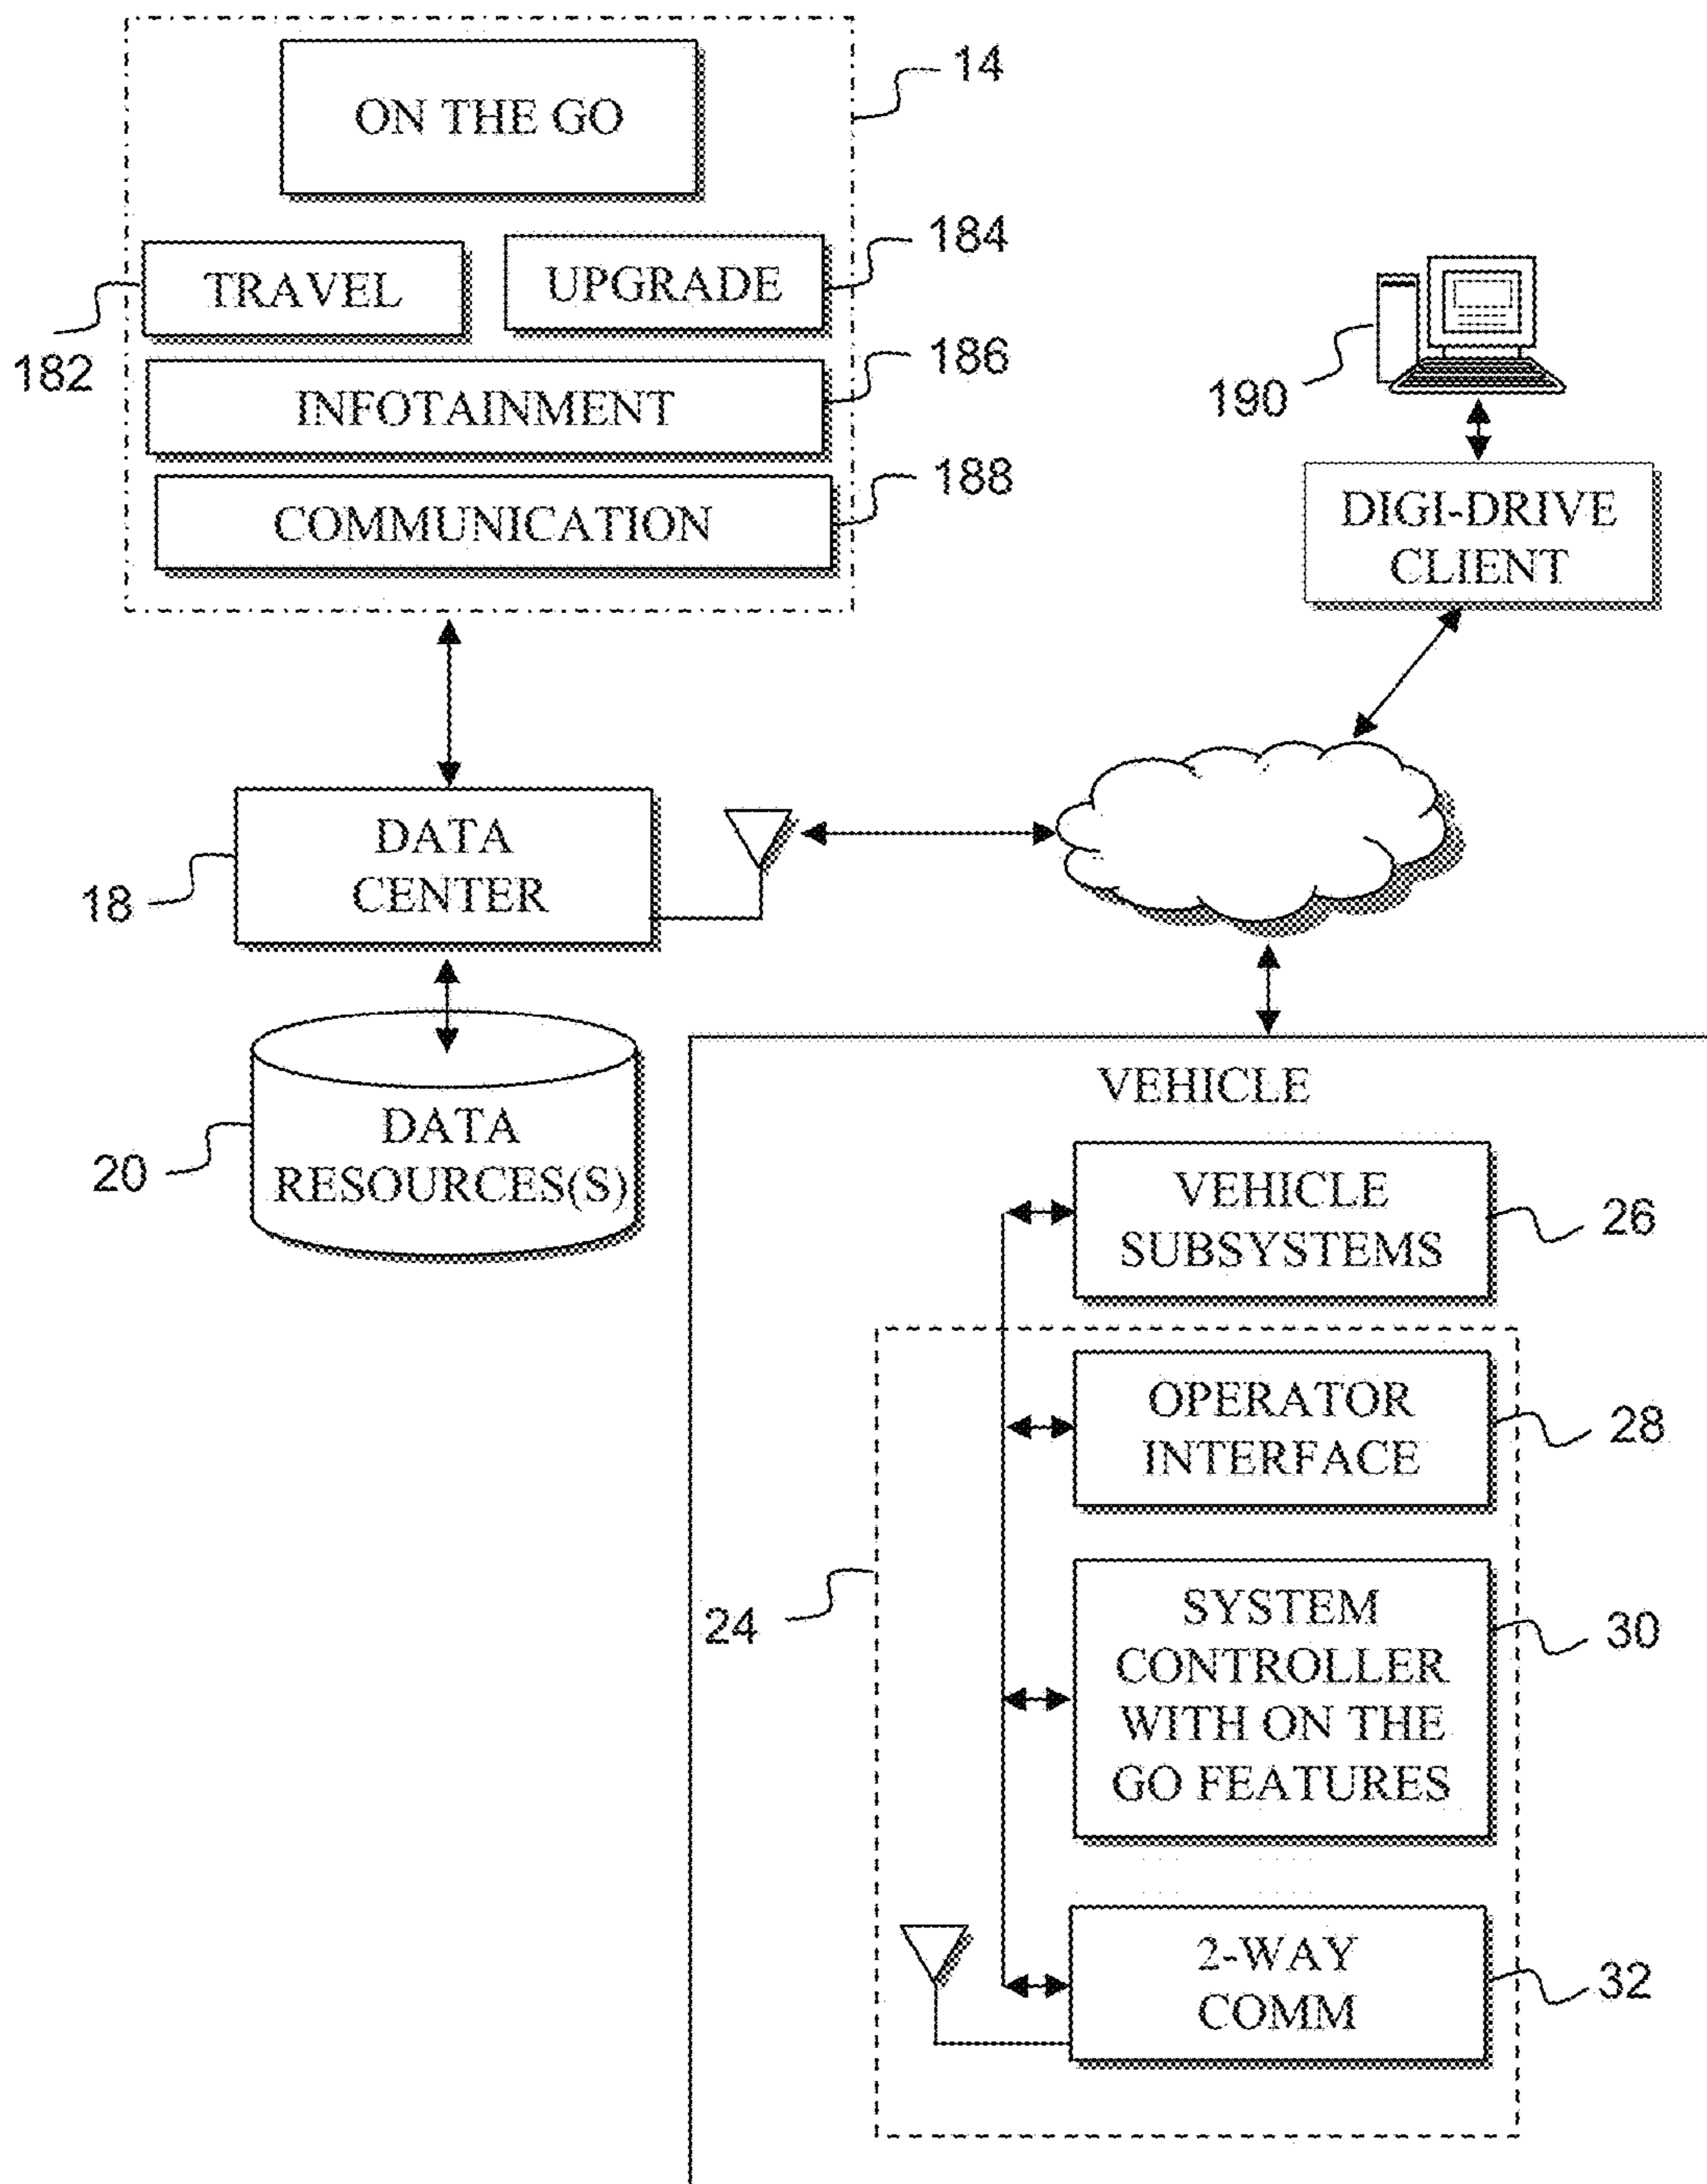 ON THE GO
14
TRAVEL
UPGRADE
184
182
INFOTAINMENT
186
COMMUNICATION
188
190
DIGI-DRIVE
CLIENT
DATA
CENTER
18
DATA
RESOURCES(S)
20
VEHICLE
VEHICLE
SUBSYSTEMS
26
OPERATOR
INTERFACE
28
24
SYSTEM
CONTROLLER
WITH ON THE
GO FEATURES
30
2-WAY
COMM
32